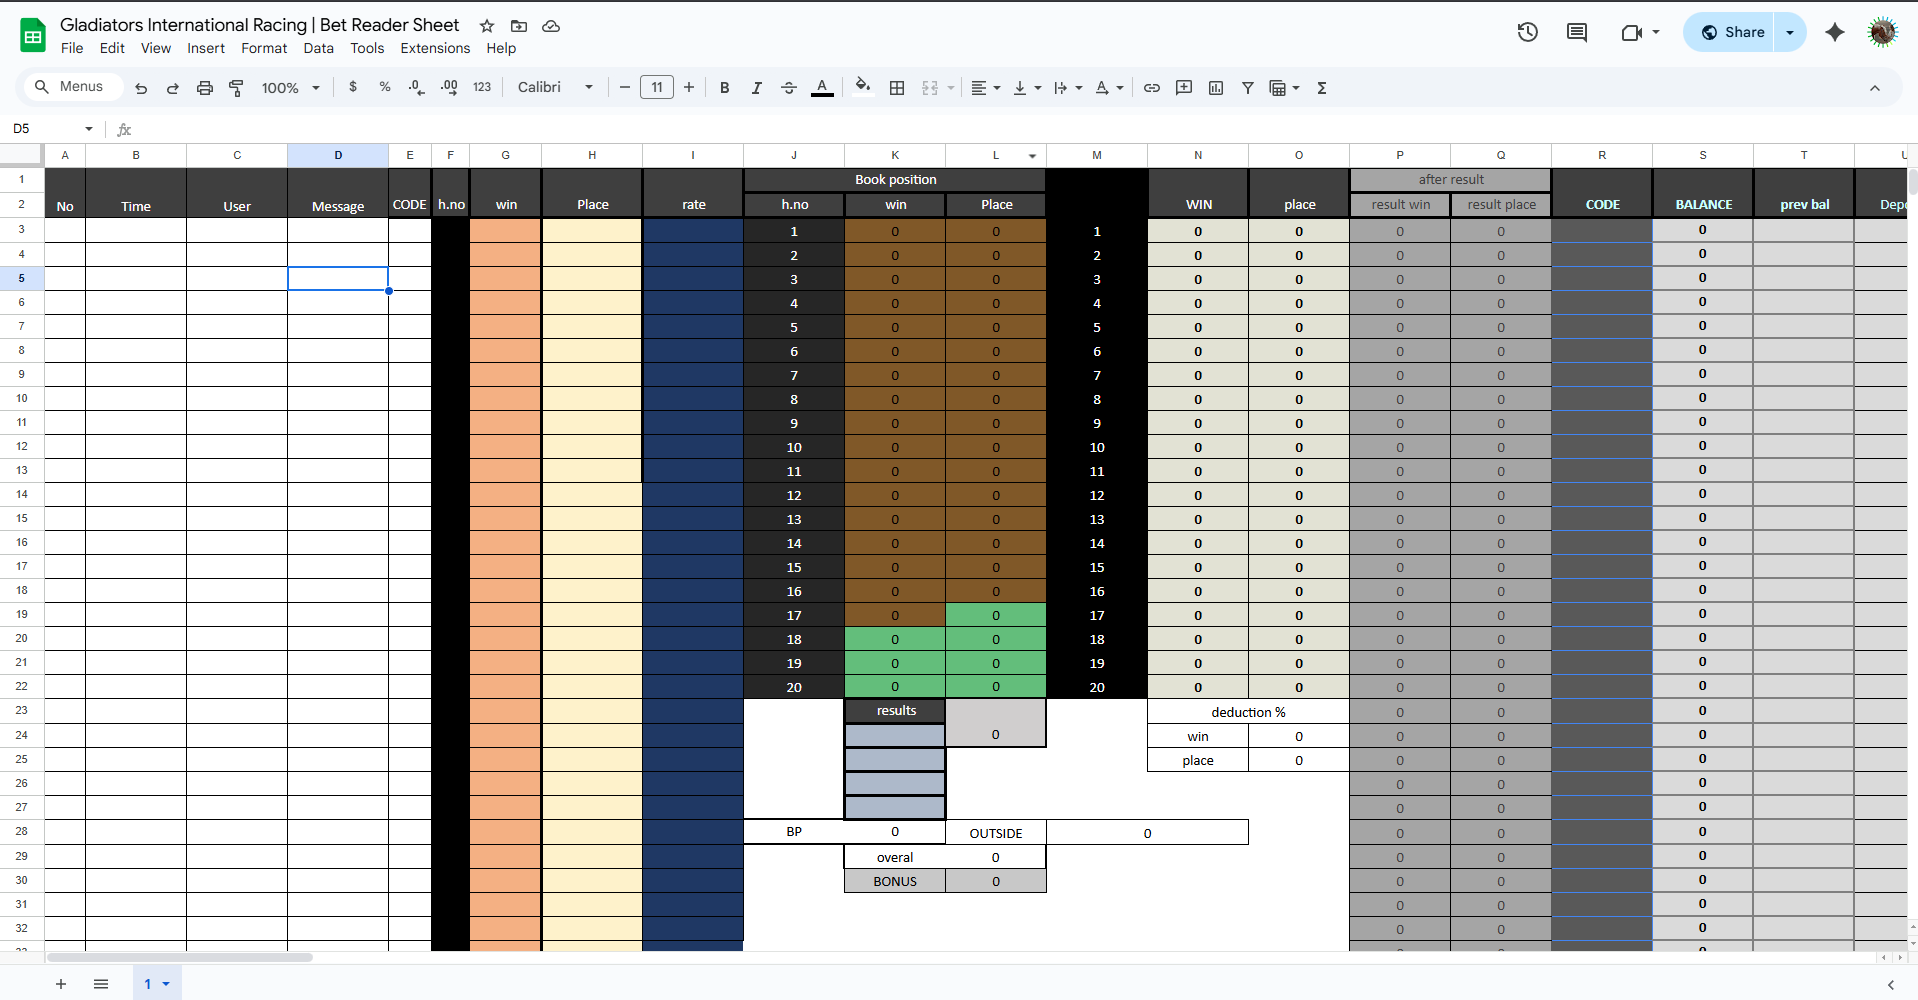 Gladiators International Racing | Bet Reader Sheet
File Edit View Insert Format Data Tools Extensions Help
Share
Menus 100% $ % .0 .00 123 Calibri 11 B I A
D5 fx
A B C D E F G H I J K L M N O P Q R S T U
1 Book position after result
2 No Time User Message CODE h.no win Place rate h.no win Place WIN place result win result place CODE BALANCE prev bal Depo
3 1 0 0 1 0 0 0 0 0
4 2 0 0 2 0 0 0 0 0
5 3 0 0 3 0 0 0 0 0
6 4 0 0 4 0 0 0 0 0
7 5 0 0 5 0 0 0 0 0
8 6 0 0 6 0 0 0 0 0
9 7 0 0 7 0 0 0 0 0
10 8 0 0 8 0 0 0 0 0
11 9 0 0 9 0 0 0 0 0
12 10 0 0 10 0 0 0 0 0
13 11 0 0 11 0 0 0 0 0
14 12 0 0 12 0 0 0 0 0
15 13 0 0 13 0 0 0 0 0
16 14 0 0 14 0 0 0 0 0
17 15 0 0 15 0 0 0 0 0
18 16 0 0 16 0 0 0 0 0
19 17 0 0 17 0 0 0 0 0
20 18 0 0 18 0 0 0 0 0
21 19 0 0 19 0 0 0 0 0
22 20 0 0 20 0 0 0 0 0
23 results deduction % 0 0 0
24 0 win 0 0 0 0
25 place 0 0 0 0
26 0 0 0
27 0 0 0
28 BP 0 OUTSIDE 0 0 0 0
29 overal 0 0 0 0
30 BONUS 0 0 0 0
31 0 0 0
32 0 0 0
1